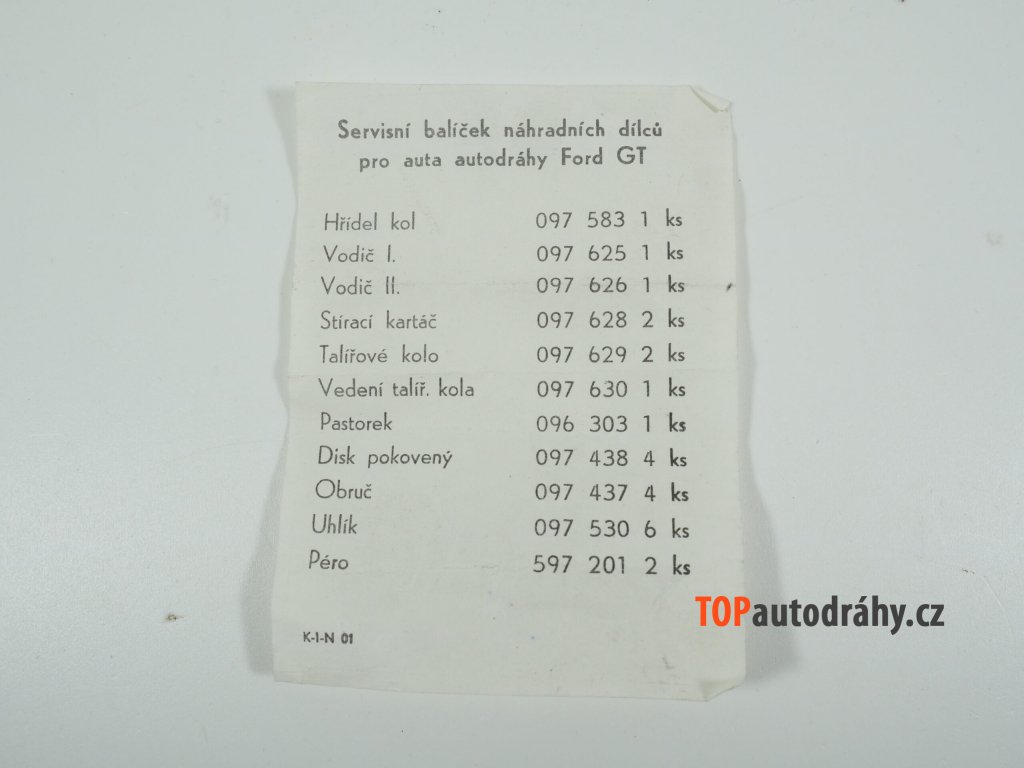 Servisní balíček náhradních dílců
pro auta autodráhy Ford GT
Hřídel kol 097 583 1 ks
Vodič I. 097 625 1 ks
Vodič II. 097 626 1 ks
Stírací kartáč 097 628 2 ks
Talířové kolo 097 629 2 ks
Vedení talíř. kola 097 630 1 ks
Pastorek 096 303 1 ks
Disk pokovený 097 438 4 ks
Obruč 097 437 4 ks
Uhlík 097 530 6 ks
Péro 597 201 2 ks
TOPautodráhy.cz
K-1-N 01